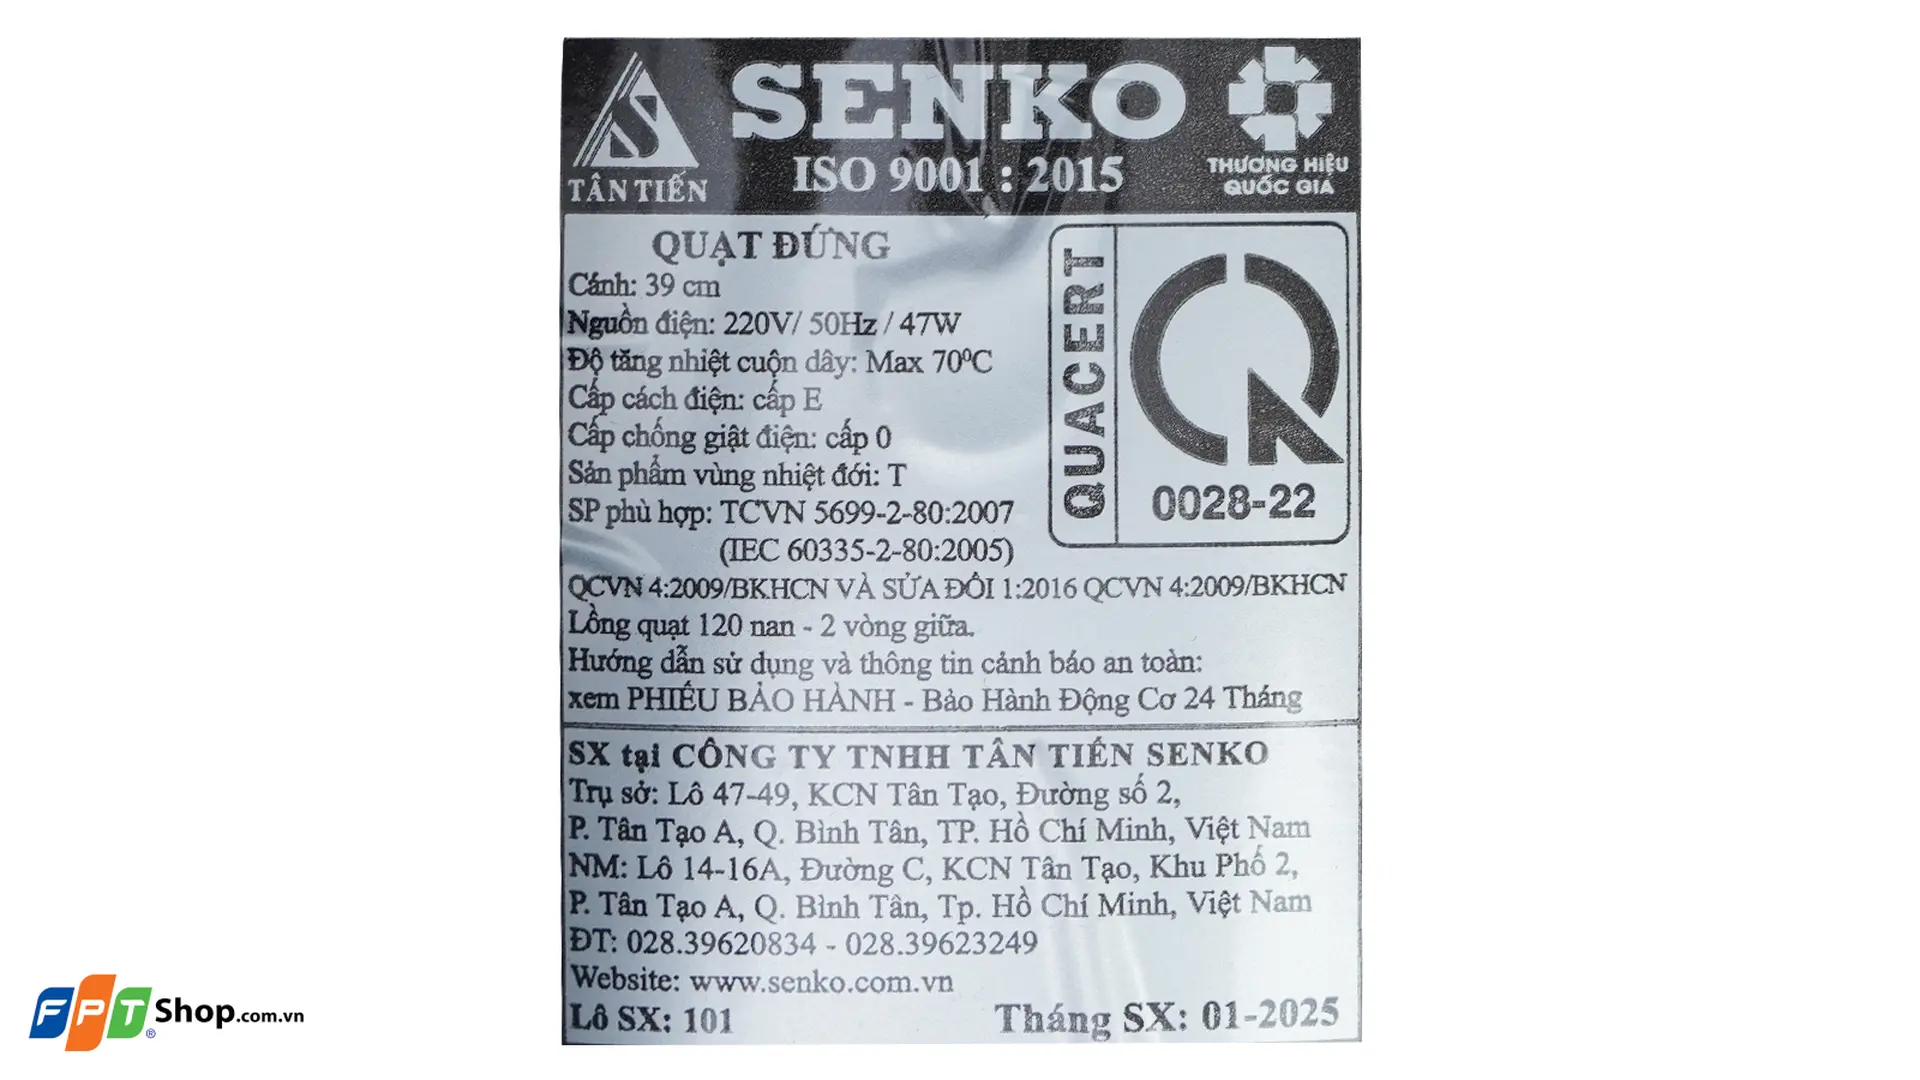 TÂN TIẾN
SENKO
ISO 9001 : 2015
THƯƠNG HIỆU
QUỐC GIA
QUẠT ĐỨNG
Cánh: 39 cm
Nguồn điện: 220V/ 50Hz / 47W
Độ tăng nhiệt cuộn dây: Max 70⁰C
Cấp cách điện: cấp E
Cấp chống giật điện: cấp 0
Sản phẩm vùng nhiệt đới: T
SP phù hợp: TCVN 5699-2-80:2007
(IEC 60335-2-80:2005)
QUACERT
0028-22
QCVN 4:2009/BKHCN VÀ SỬA ĐỔI 1:2016 QCVN 4:2009/BKHCN
Lồng quạt 120 nan - 2 vòng giữa.
Hướng dẫn sử dụng và thông tin cảnh báo an toàn:
xem PHIẾU BẢO HÀNH - Bảo Hành Động Cơ 24 Tháng
SX tại CÔNG TY TNHH TÂN TIẾN SENKO
Trụ sở: Lô 47-49, KCN Tân Tạo, Đường số 2,
P. Tân Tạo A, Q. Bình Tân, TP. Hồ Chí Minh, Việt Nam
NM: Lô 14-16A, Đường C, KCN Tân Tạo, Khu Phố 2,
P. Tân Tạo A, Q. Bình Tân, Tp. Hồ Chí Minh, Việt Nam
ĐT: 028.39620834 - 028.39623249
Website: www.senko.com.vn
Lô SX: 101
Tháng SX: 01-2025
FPT® Shop.com.vn